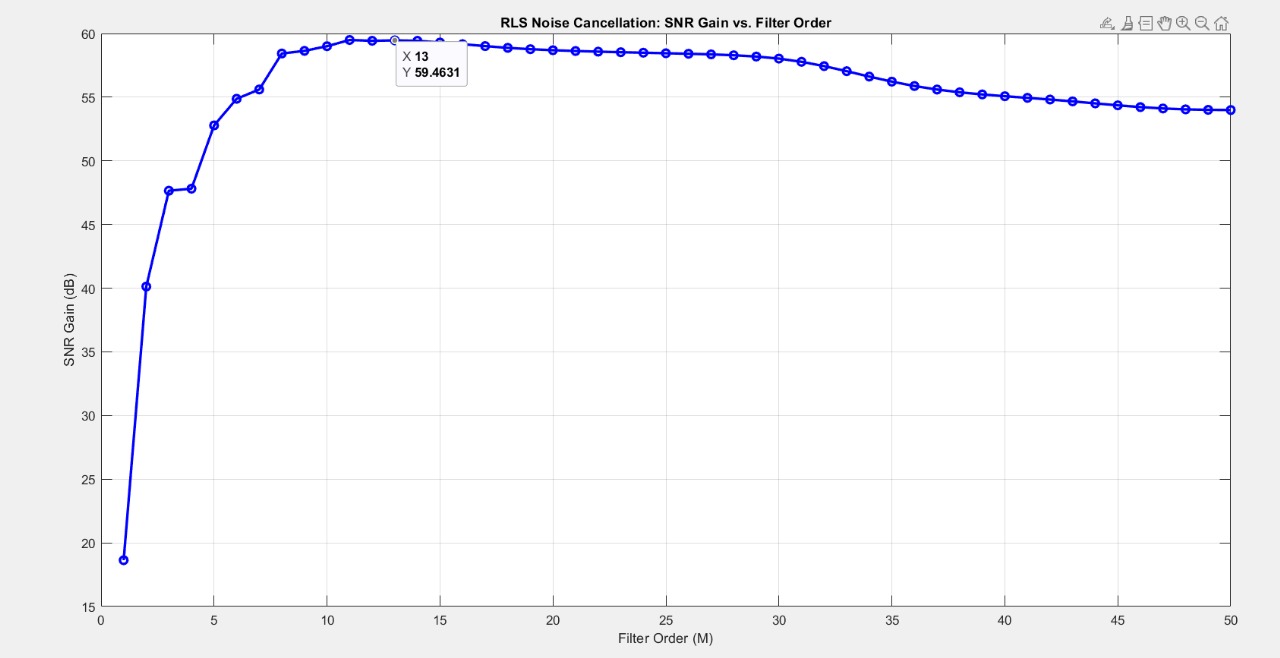 RLS Noise Cancellation: SNR Gain vs. Filter Order
60
55
50
45
40
35
30
25
20
15
SNR Gain (dB)
X 13
Y 59.4631
0 5 10 15 20 25 30 35 40 45 50
Filter Order (M)